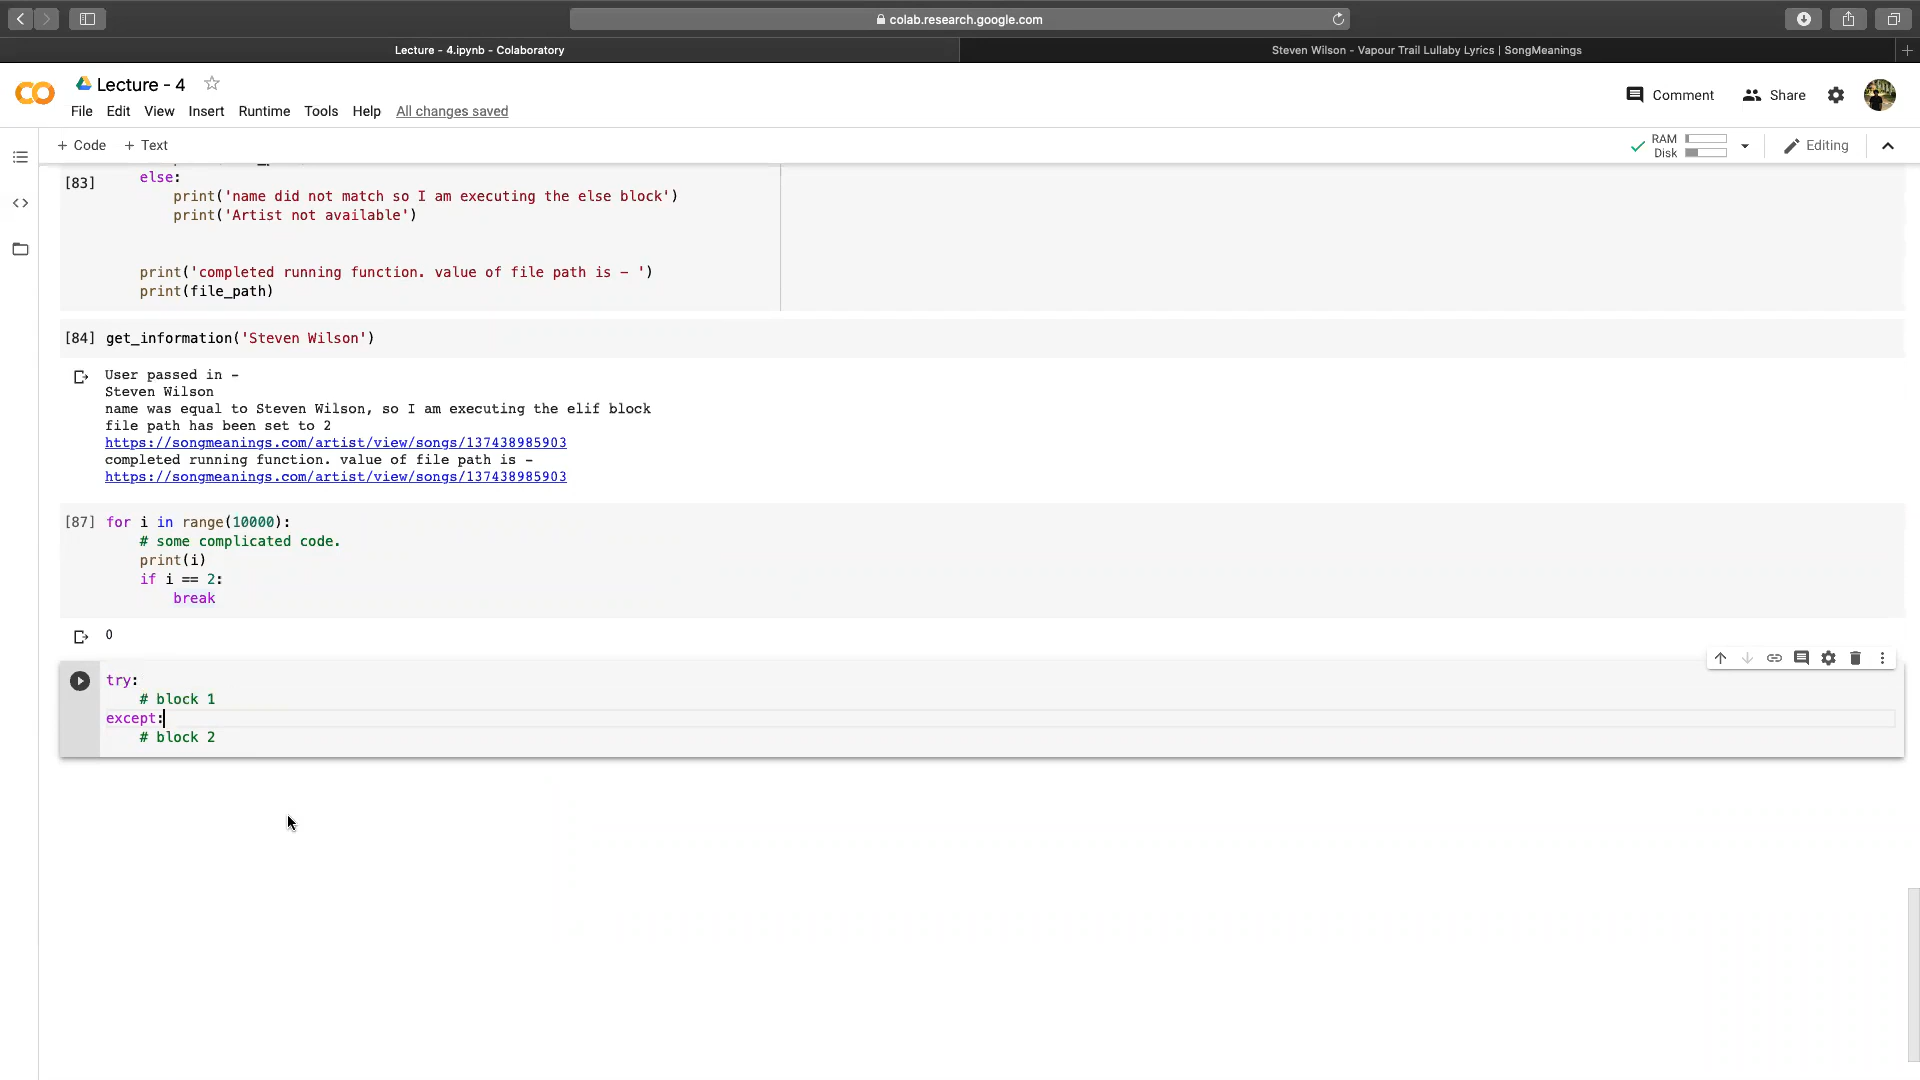 colab.research.google.com
Lecture - 4.ipynb - Colaboratory
Steven Wilson - Vapour Trail Lullaby Lyrics | SongMeanings
CO
Lecture - 4
Comment
Share
File Edit View Insert Runtime Tools Help All changes saved
+ Code + Text
RAM
Disk
Editing
[83]
else:
print('name did not match so I am executing the else block')
print('Artist not available')
print('completed running function. value of file path is - ')
print(file_path)
[84] get_information('Steven Wilson')
User passed in -
Steven Wilson
name was equal to Steven Wilson, so I am executing the elif block
file path has been set to 2
https://songmeanings.com/artist/view/songs/137438985903
completed running function. value of file path is -
https://songmeanings.com/artist/view/songs/137438985903
[87] for i in range(10000):
# some complicated code.
print(i)
if i == 2:
break
0
try:
# block 1
except:
# block 2